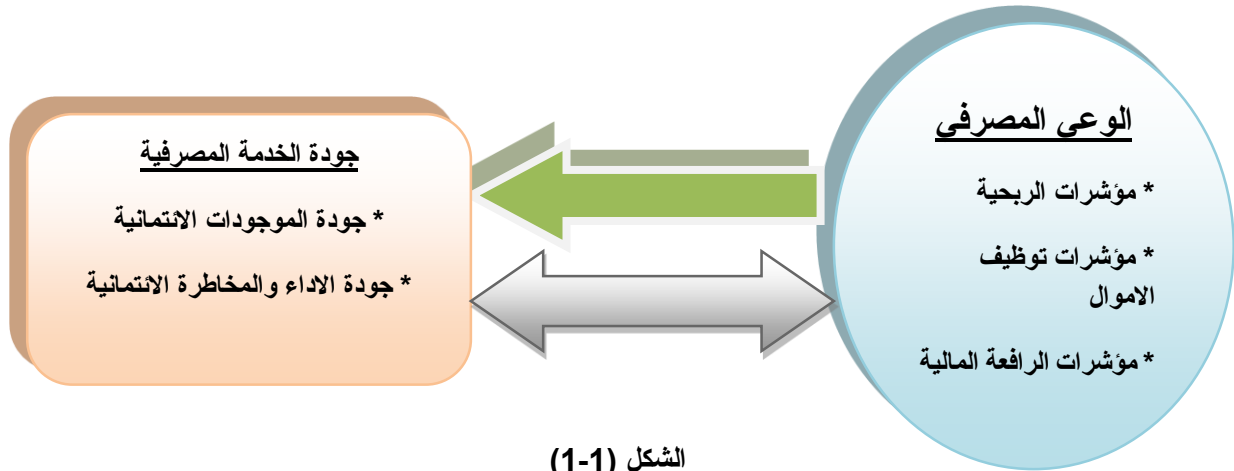 الوعي المصرفي
* مؤشرات الربحية
* مؤشرات توظيف
الاموال
* مؤشرات الرافعة المالية
جودة الخدمة المصرفية
* جودة الموجودات الائتمانية
* جودة الاداء والمخاطرة الائتمانية
الشكل (1-1)